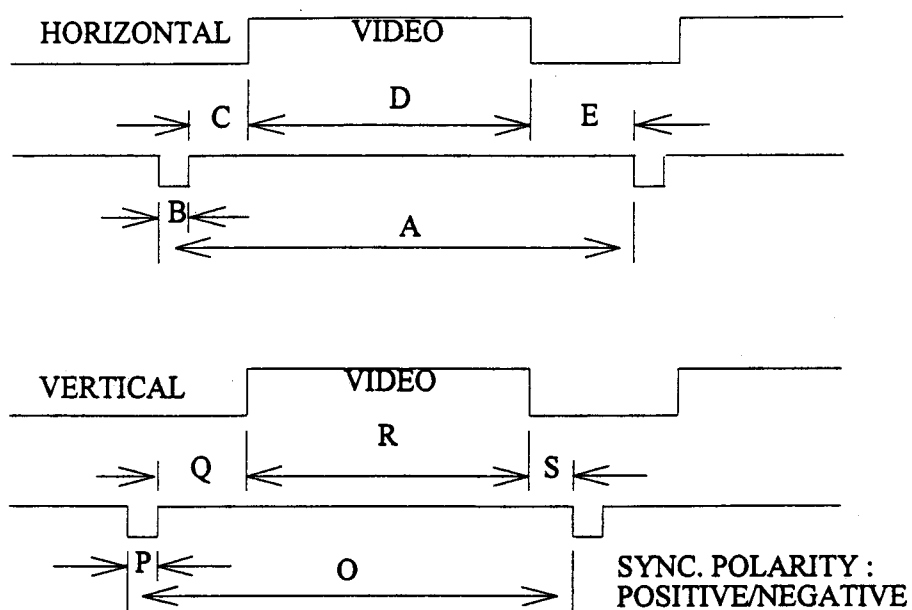 HORIZONTAL VIDEO
C D E
B A
VERTICAL VIDEO
Q R S
P O
SYNC. POLARITY :
POSITIVE/NEGATIVE